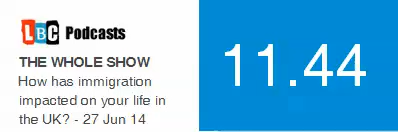 LBC Podcasts
THE WHOLE SHOW
How has immigration
impacted on your life in
the UK? - 27 Jun 14
11.44